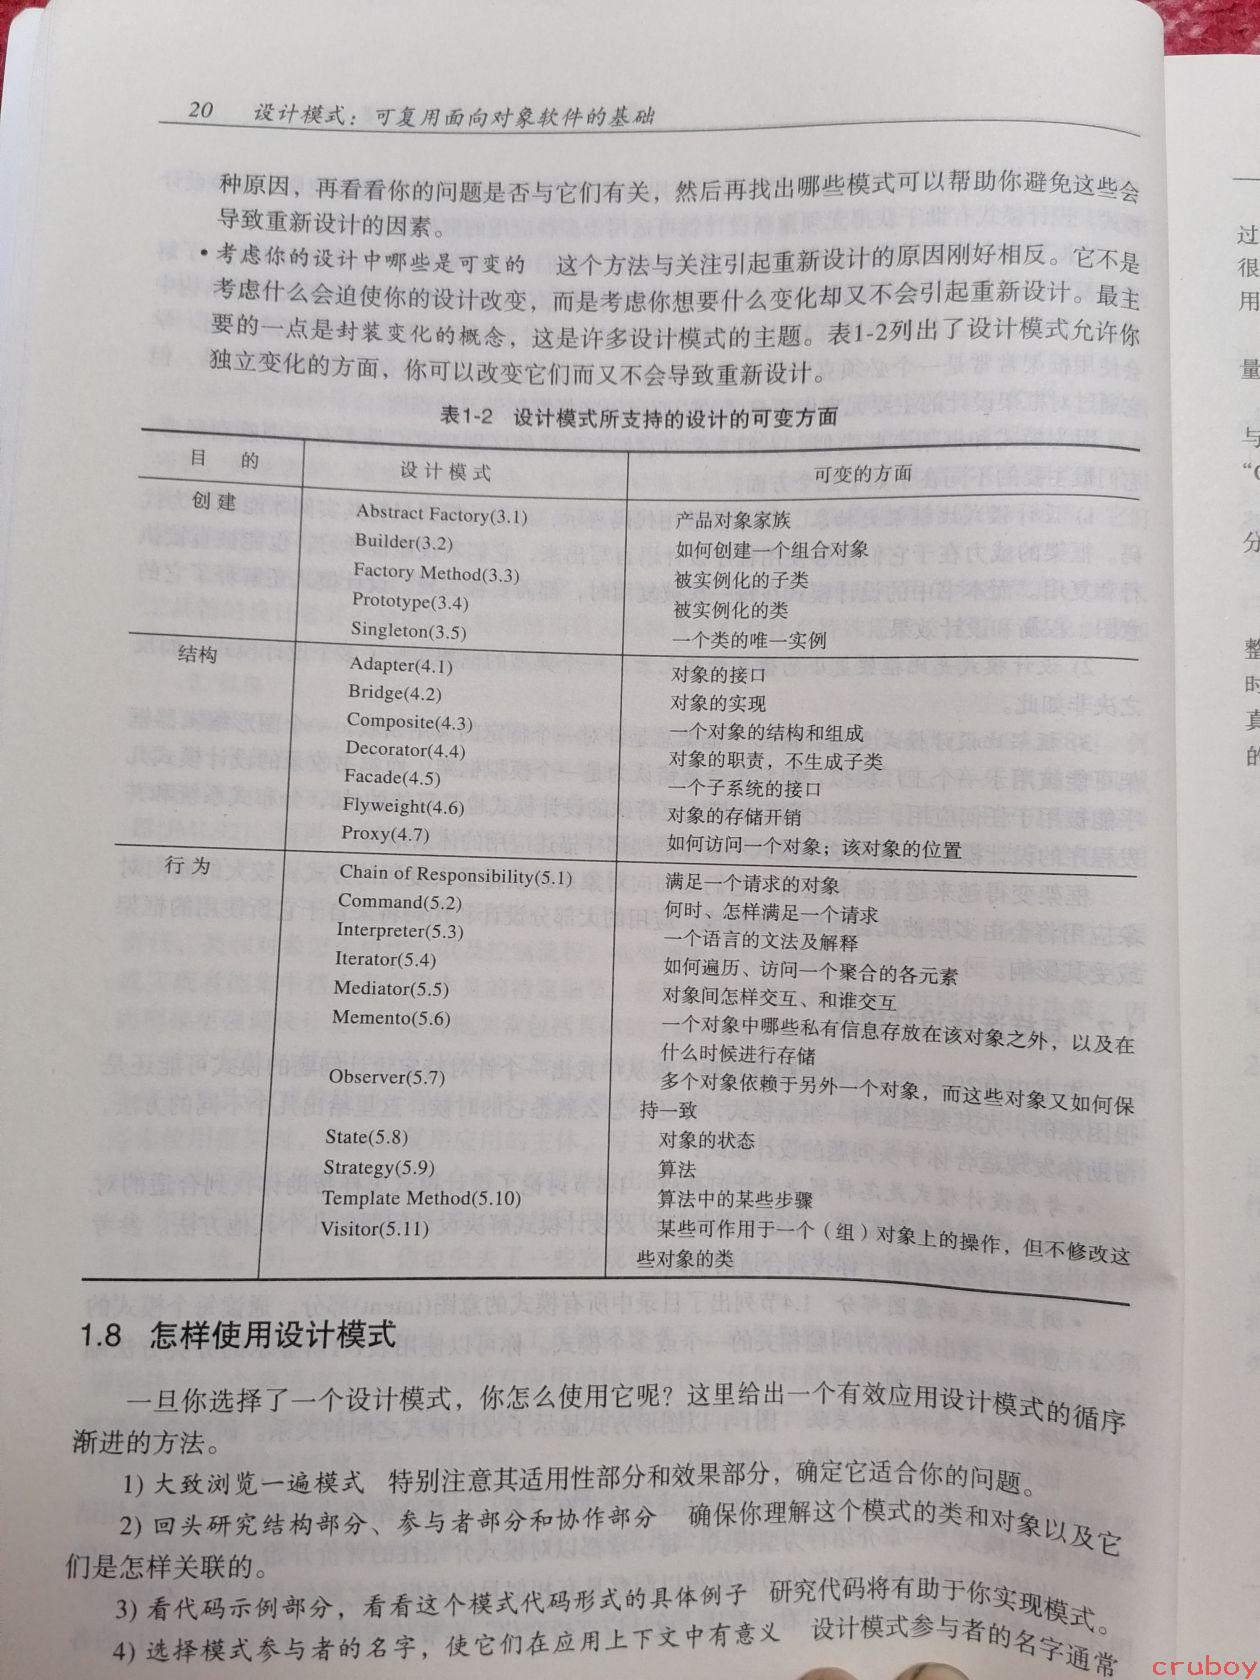 20 设计模式：可复用面向对象软件的基础
种原因，再看看你的问题是否与它们有关，然后再找出哪些模式可以帮助你避免这些会
导致重新设计的因素。
• 考虑你的设计中哪些是可变的 这个方法与关注引起重新设计的原因刚好相反。它不是
考虑什么会迫使你的设计改变，而是考虑你想要什么变化却又不会引起重新设计。最主
要的一点是封装变化的概念，这是许多设计模式的主题。表1-2列出了设计模式允许你
独立变化的方面，你可以改变它们而又不会导致重新设计。
表1-2 设计模式所支持的设计的可变方面
目 的 设计模式 可变的方面
创建 Abstract Factory(3.1) 产品对象家族
Builder(3.2) 如何创建一个组合对象
Factory Method(3.3) 被实例化的子类
Prototype(3.4) 被实例化的类
Singleton(3.5) 一个类的唯一实例
结构 Adapter(4.1) 对象的接口
Bridge(4.2) 对象的实现
Composite(4.3) 一个对象的结构和组成
Decorator(4.4) 对象的职责，不生成子类
Facade(4.5) 一个子系统的接口
Flyweight(4.6) 对象的存储开销
Proxy(4.7) 如何访问一个对象；该对象的位置
行为 Chain of Responsibility(5.1) 满足一个请求的对象
Command(5.2) 何时、怎样满足一个请求
Interpreter(5.3) 一个语言的文法及解释
Iterator(5.4) 如何遍历、访问一个聚合的各元素
Mediator(5.5) 对象间怎样交互、和谁交互
Memento(5.6) 一个对象中哪些私有信息存放在该对象之外，以及在
什么时候进行存储
Observer(5.7) 多个对象依赖于另外一个对象，而这些对象又如何保
持一致
State(5.8) 对象的状态
Strategy(5.9) 算法
Template Method(5.10) 算法中的某些步骤
Visitor(5.11) 某些可作用于一个（组）对象上的操作，但不修改这
些对象的类
1.8 怎样使用设计模式
一旦你选择了一个设计模式，你怎么使用它呢？这里给出一个有效应用设计模式的循序
渐进的方法。
1) 大致浏览一遍模式 特别注意其适用性部分和效果部分，确定它适合你的问题。
2) 回头研究结构部分、参与者部分和协作部分 确保你理解这个模式的类和对象以及它
们是怎样关联的。
3) 看代码示例部分，看看这个模式代码形式的具体例子 研究代码将有助于你实现模式。
4) 选择模式参与者的名字，使它们在应用上下文中有意义 设计模式参与者的名字通常
过
很
用
量
与
“C
分
整
时
真
的
cruboy